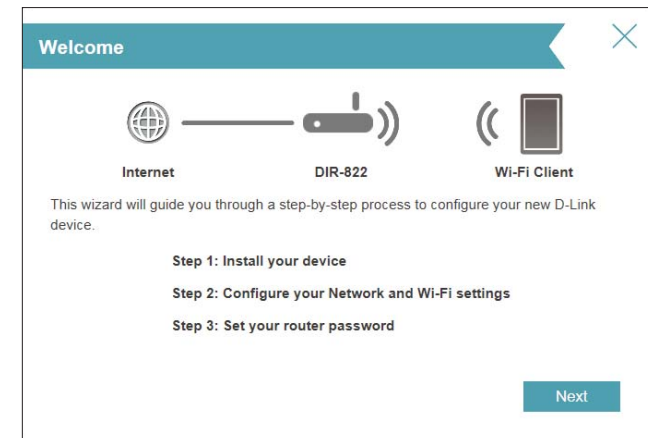 Welcome
Internet
DIR-822
Wi-Fi Client
This wizard will guide you through a step-by-step process to configure your new D-Link
device.
Step 1: Install your device
Step 2: Configure your Network and Wi-Fi settings
Step 3: Set your router password
Next